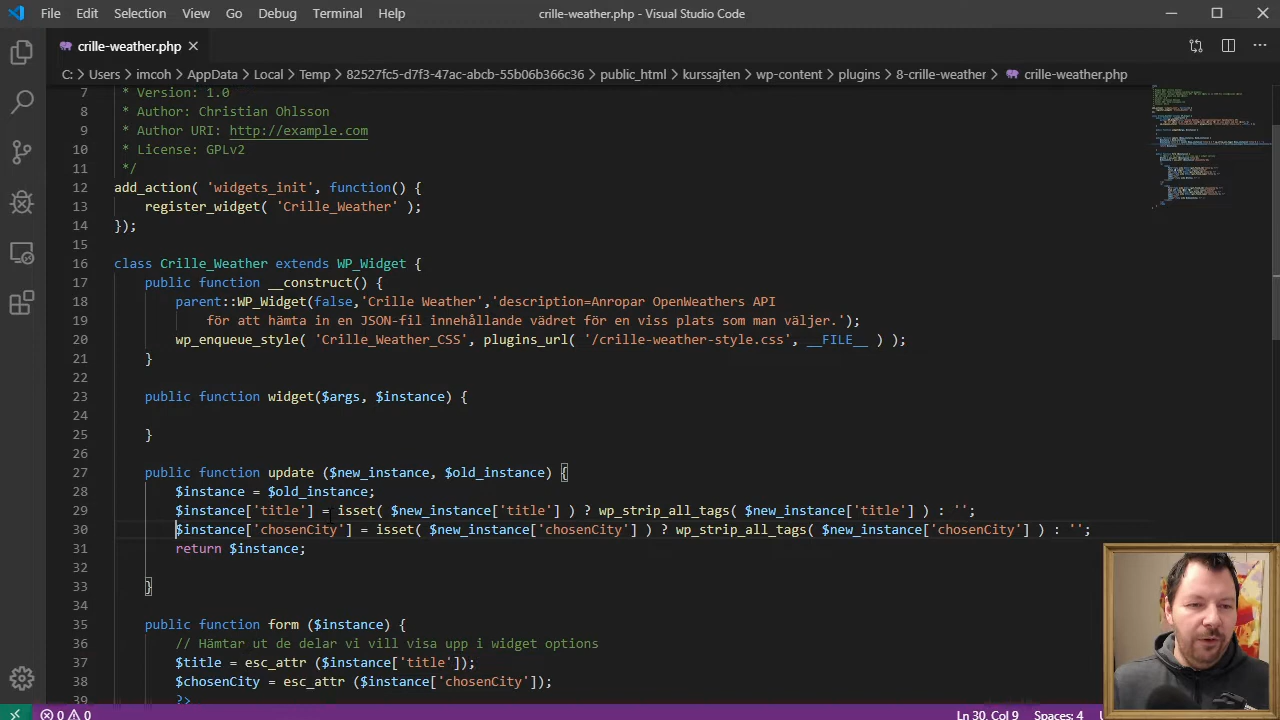 File Edit Selection View Go Debug Terminal Help crille-weather.php - Visual Studio Code
crille-weather.php
C: > Users > imcoh > AppData > Local > Temp > 82527fc5-d7f3-47ac-abcb-55b06b366c36 > public_html > kurssajten > wp-content > plugins > 8-crille-weather > crille-weather.php
7 * Version: 1.0
8 * Author: Christian Ohlsson
9 * Author URI: http://example.com
10 * License: GPLv2
11 */
12 add_action( 'widgets_init', function() {
13 register_widget( 'Crille_Weather' );
14 });
15
16 class Crille_Weather extends WP_Widget {
17 public function __construct() {
18 parent::WP_Widget(false,'Crille Weather','description=Anropar OpenWeathers API
19 för att hämta in en JSON-fil innehållande vädret för en viss plats som man väljer.');
20 wp_enqueue_style( 'Crille_Weather_CSS', plugins_url( '/crille-weather-style.css', __FILE__ ) );
21 }
22
23 public function widget($args, $instance) {
24
25 }
26
27 public function update ($new_instance, $old_instance) {
28 $instance = $old_instance;
29 $instance['title'] = isset( $new_instance['title'] ) ? wp_strip_all_tags( $new_instance['title'] ) : '';
30 $instance['chosenCity'] = isset( $new_instance['chosenCity'] ) ? wp_strip_all_tags( $new_instance['chosenCity'] ) : '';
31 return $instance;
32
33 }
34
35 public function form ($instance) {
36 // Hämtar ut de delar vi vill visa upp i widget options
37 $title = esc_attr ($instance['title']);
38 $chosenCity = esc_attr ($instance['chosenCity']);
39 ?>
0 0 Ln 30, Col 9 Spaces: 4